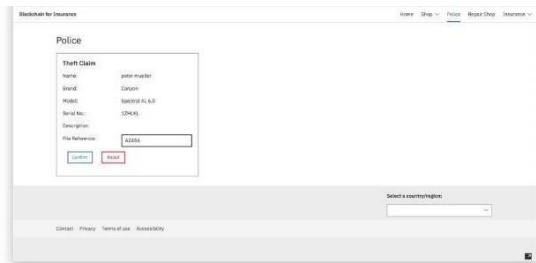 Blockchain for Insurance Home Shop Police Repair Shop Insurance
Police
Theft Claim
Name: peter mueller
Brand: Canyon
Model: Spectral AL 6.0
Serial No.:
Description:
File Reference:
Confirm Reject
Select a country/region:
Contact Privacy Terms of use Accessibility